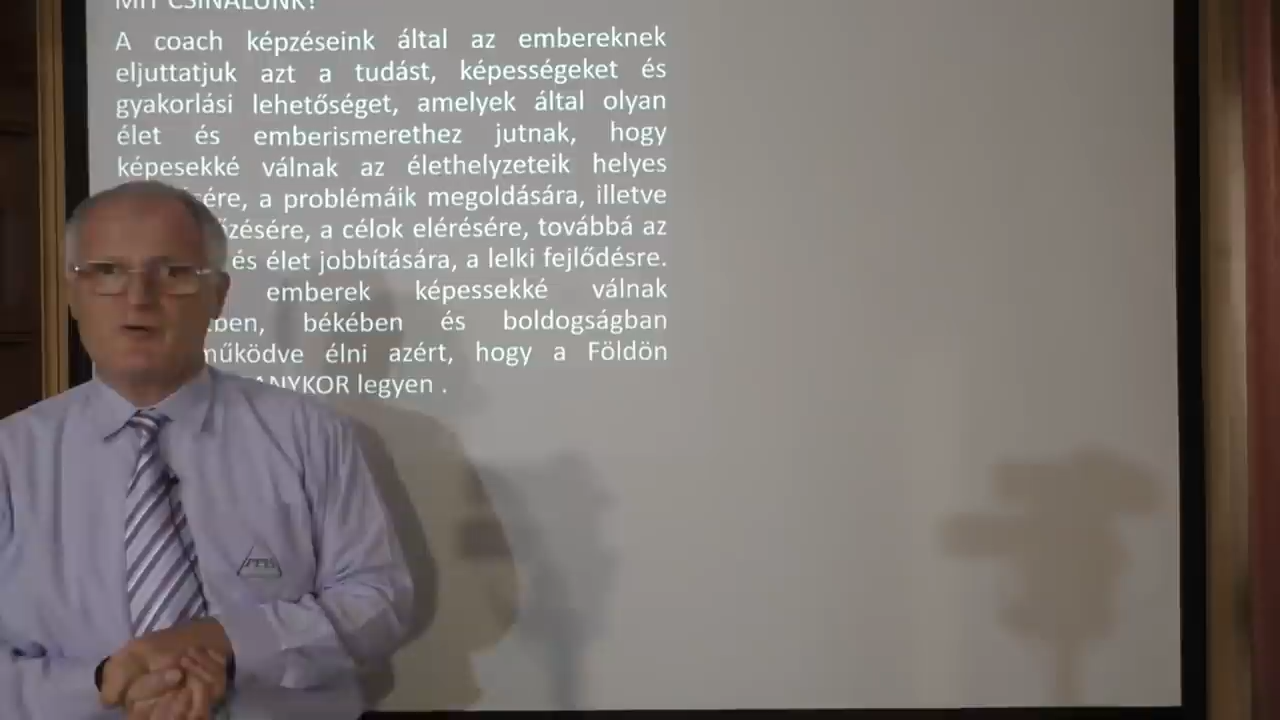 MIT CSINÁLUNK?
A coach képzéseink által az embereknek
eljuttatjuk azt a tudást, képességeket és
gyakorlási lehetőséget, amelyek által olyan
élet és emberismerethez jutnak, hogy
képesekké válnak az élethelyzeteik helyes
a problémáik megoldására, illetve
a célok elérésére, továbbá az
és élet jobbítására, a lelki fejlődésre.
emberek képessekké válnak
békében és boldogságban
élni azért, hogy a Földön
legyen .